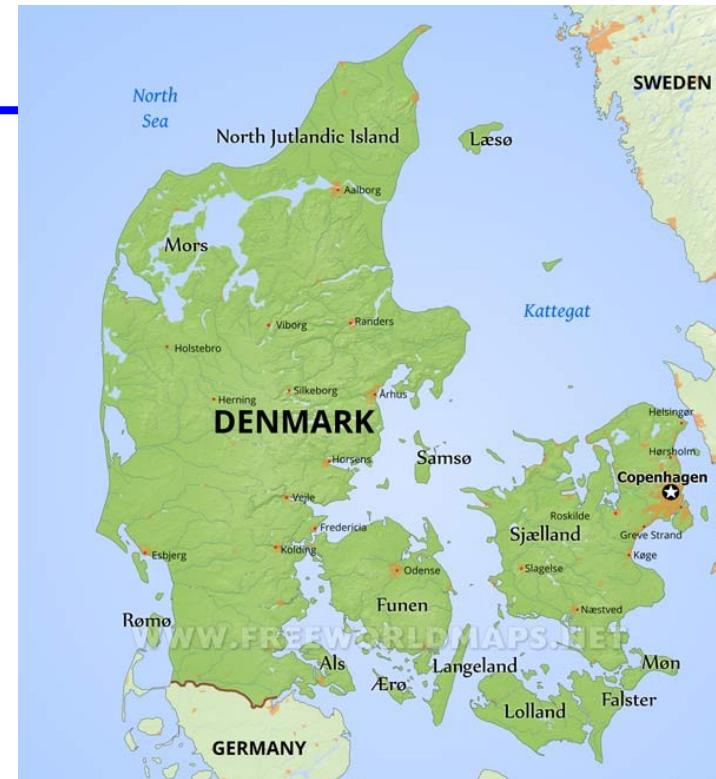 SWEDEN
North
Sea
North Jutlandic Island
Læsø
Aalborg
Mors
Kattegat
Viborg
Randers
Holstebro
Silkeborg
Århus
Herning
DENMARK
Helsingør
Hørsholm
Samsø
Horsens
Copenhagen
Vejle
Roskilde
Sjælland
Fredericia
Greve Strand
Esbjerg
Kolding
Køge
Odense
Slagelse
Funen
Næstved
Rømø
WWW.FREEWORLDMAPS.NET
Als
Langeland
Møn
Ærø
Falster
Lolland
GERMANY